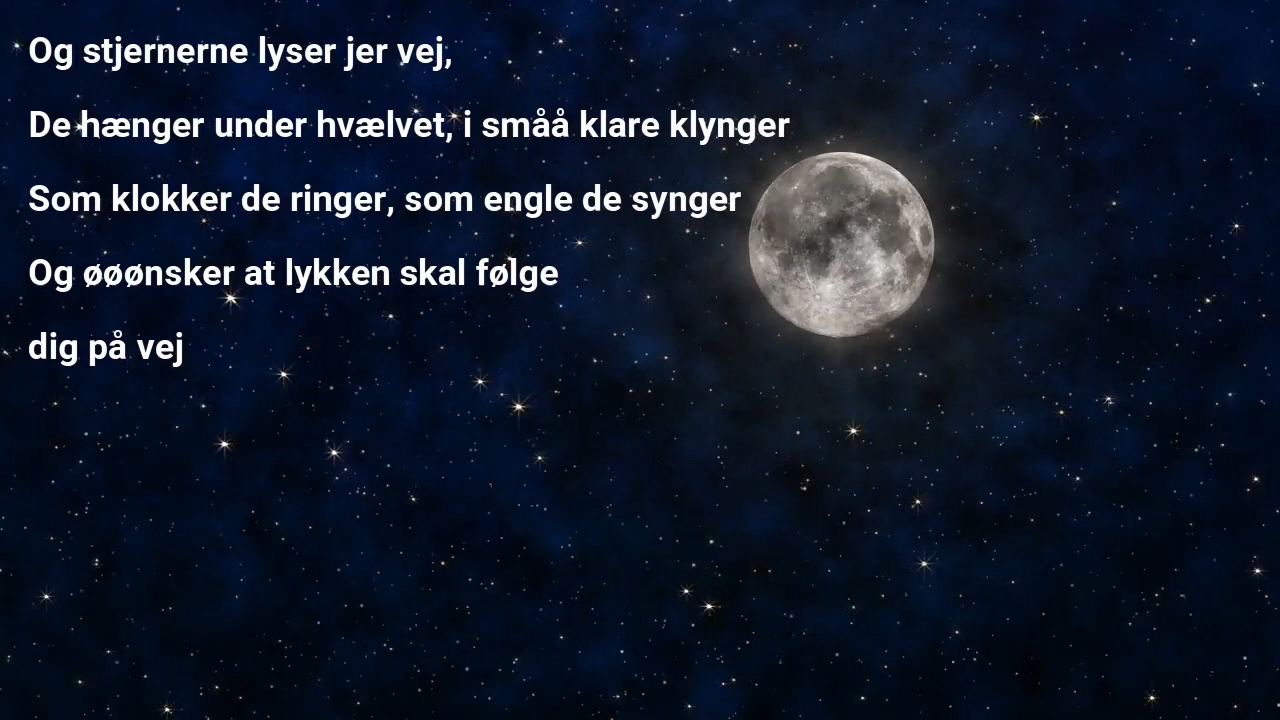 Og stjernerne lyser jer vej,
De hænger under hvælvet, i småå klare klynger
Som klokker de ringer, som engle de synger
Og øøønsker at lykken skal følge
dig på vej